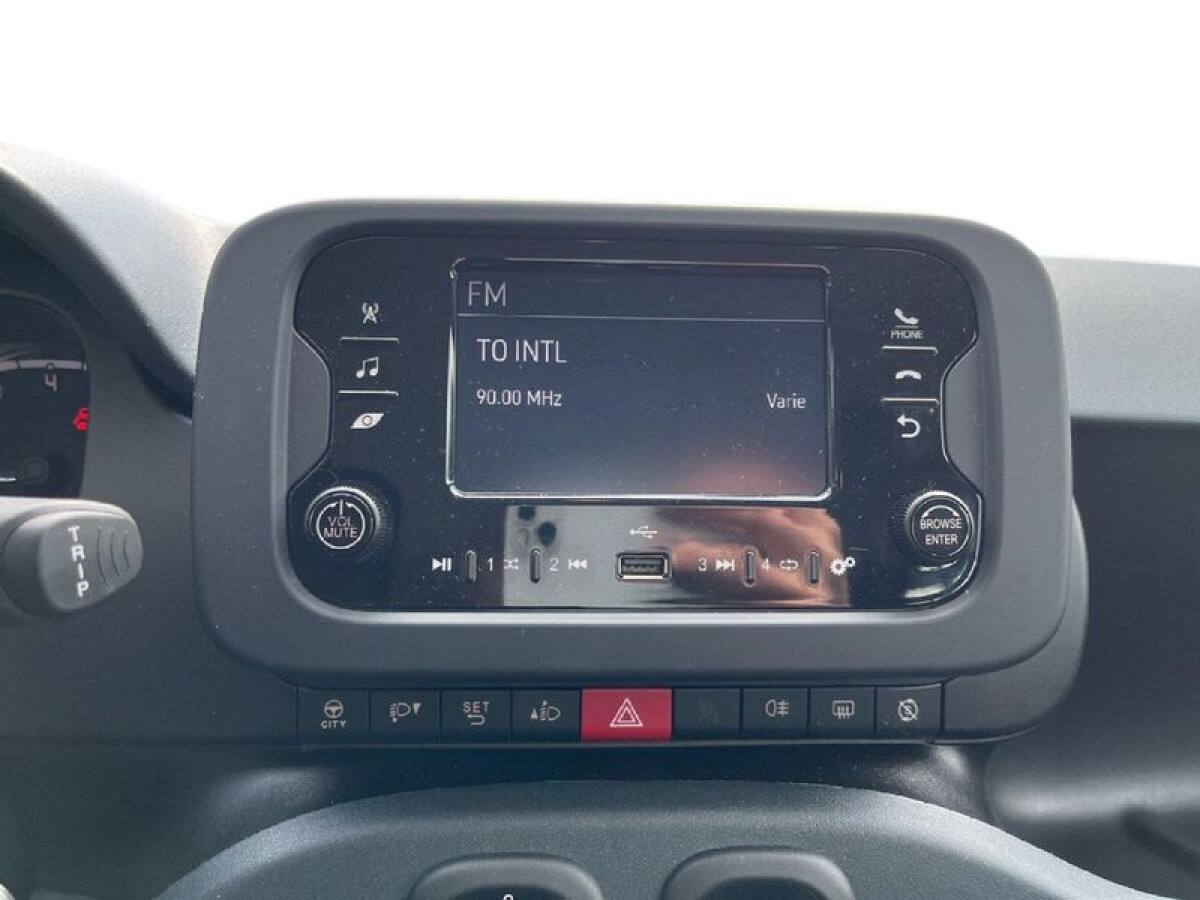 4
FM
TO INTL
90.00 MHz
Varie
PHONE
TRIP
VOL
MUTE
BROWSE
ENTER
1
2
3
4
CITY
SET